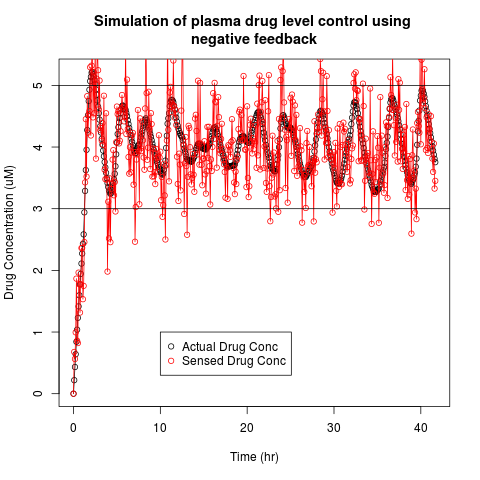 Simulation of plasma drug level control using
negative feedback
Drug Concentration (uM)
5
4
3
2
1
0
Actual Drug Conc
Sensed Drug Conc
0 10 20 30 40
Time (hr)